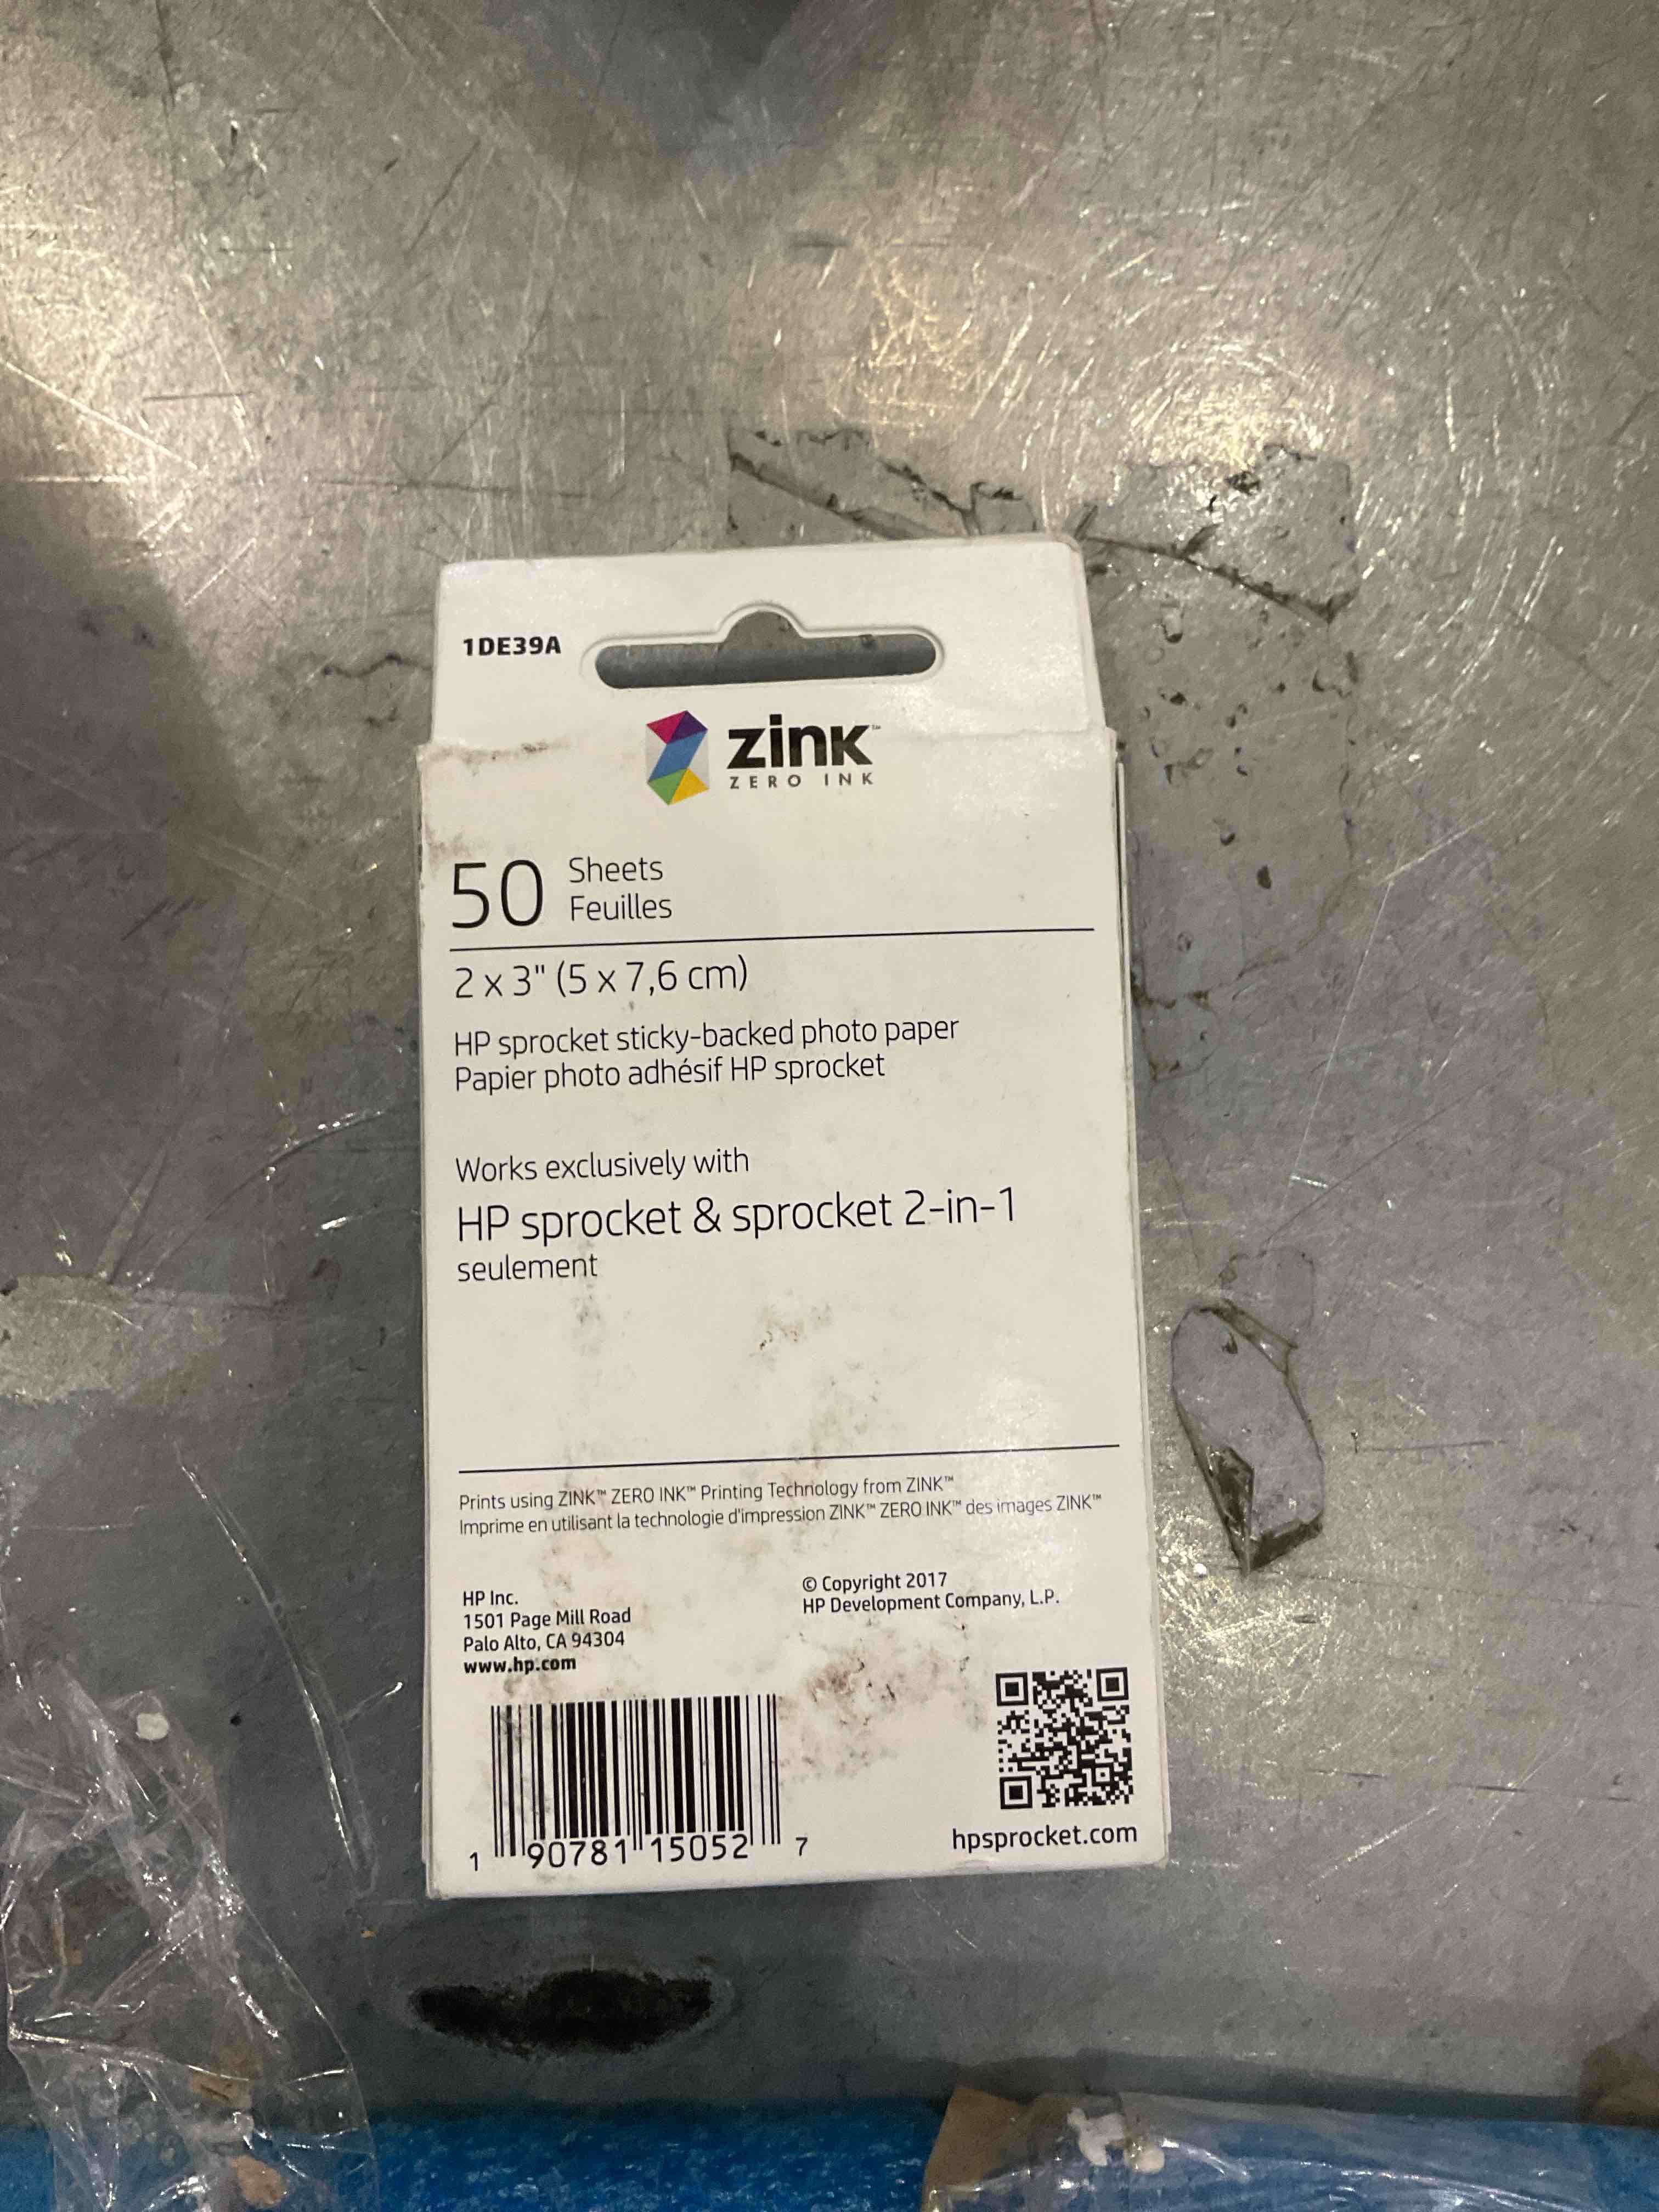 1DE39A
zink™
ZERO INK
50 Sheets
Feuilles
2 x 3" (5 x 7,6 cm)
HP sprocket sticky-backed photo paper
Papier photo adhésif HP sprocket
Works exclusively with
HP sprocket & sprocket 2-in-1
seulement
Prints using ZINK™ ZERO INK™ Printing Technology from ZINK™
Imprime en utilisant la technologie d'impression ZINK™ ZERO INK™ des images ZINK™
HP Inc.
1501 Page Mill Road
Palo Alto, CA 94304
www.hp.com
© Copyright 2017
HP Development Company, L.P.
1 90781 15052 7
hpsprocket.com